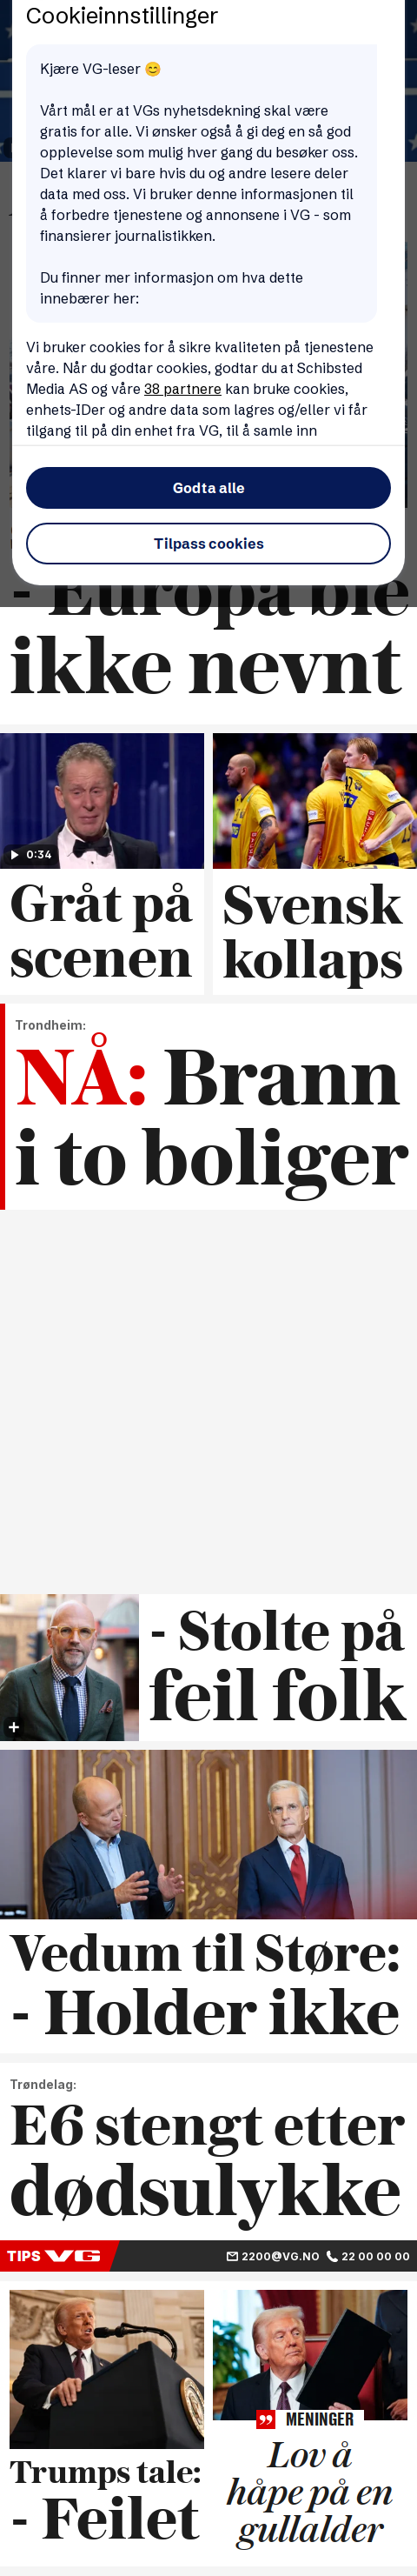 Cookieinnstillinger
Kjære VG-leser 😊
Vårt mål er at VGs nyhetsdekning skal være
gratis for alle. Vi ønsker også å gi deg en så god
opplevelse som mulig hver gang du besøker oss.
Det klarer vi bare hvis du og andre lesere deler
data med oss. Vi bruker denne informasjonen til
å forbedre tjenestene og annonsene i VG - som
finansierer journalistikken.
Du finner mer informasjon om hva dette
innebærer her:
Vi bruker cookies for å sikre kvaliteten på tjenestene
våre. Når du godtar cookies, godtar du at Schibsted
Media AS og våre 38 partnere kan bruke cookies,
enhets-IDer og andre data som lagres og/eller vi får
tilgang til på din enhet fra VG, til å samle inn
Godta alle
Tilpass cookies
- Europa ble
ikke nevnt
0:34
Gråt på
scenen
Svensk
kollaps
Trondheim:
NÅ: Brann
i to boliger
- Stolte på
feil folk
Vedum til Støre:
- Holder ikke
Trøndelag:
E6 stengt etter
dødsulykke
TIPS VG 2200@VG.NO 22 00 00 00
Trumps tale:
- Feilet
MENINGER
Lov å
håpe på en
gullalder